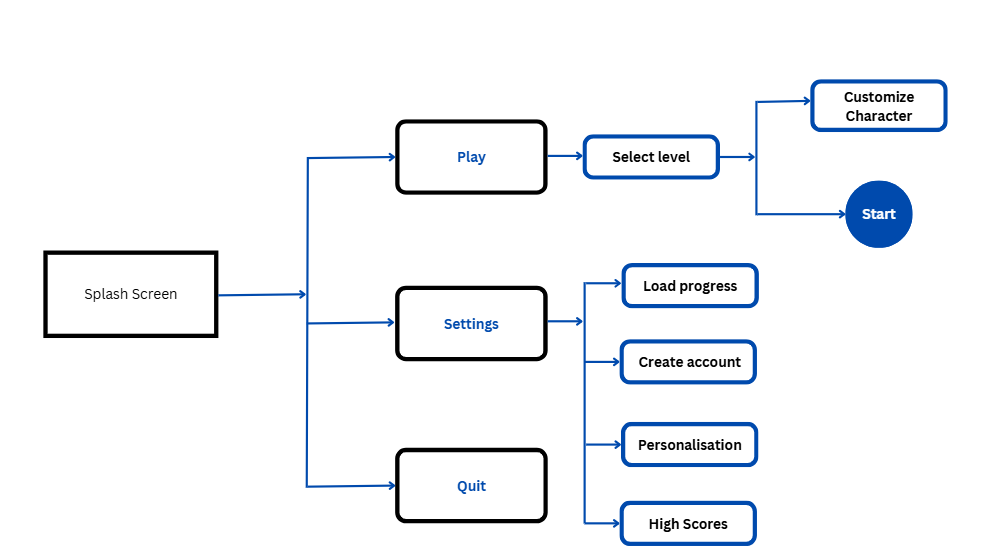 Splash Screen
Play
Select level
Customize
Character
Start
Settings
Load progress
Create account
Personalisation
High Scores
Quit